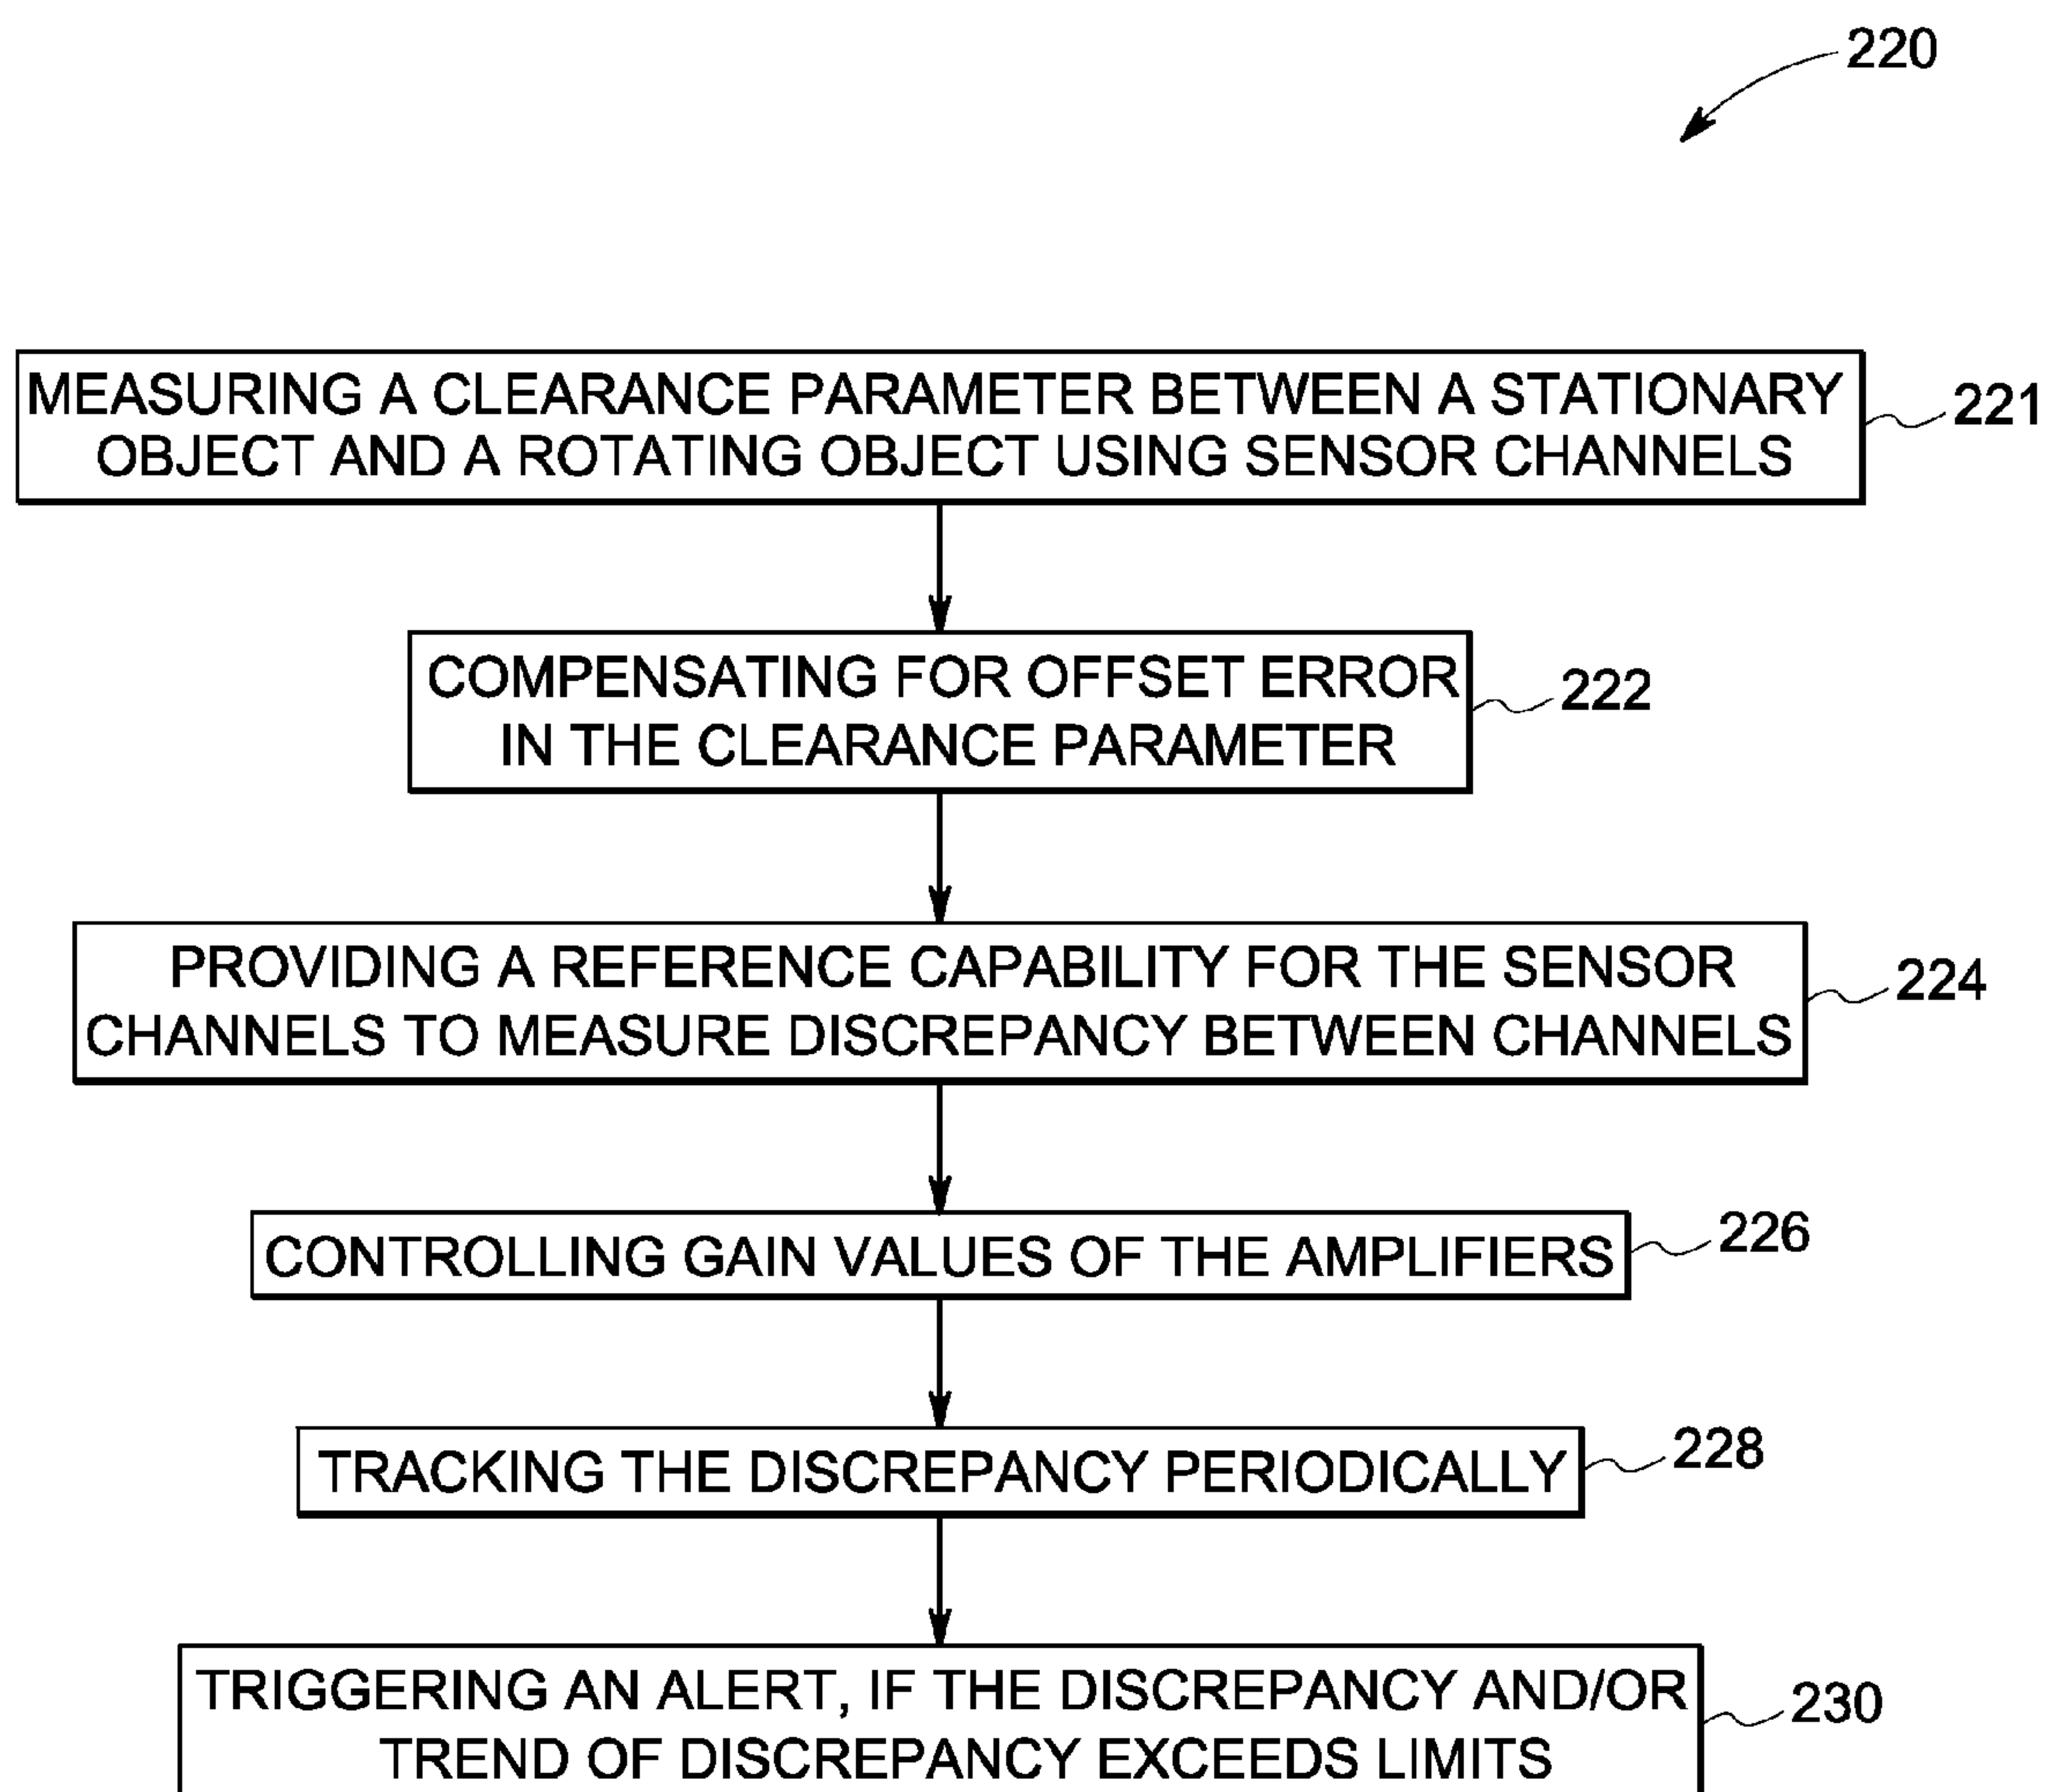 220
MEASURING A CLEARANCE PARAMETER BETWEEN A STATIONARY
OBJECT AND A ROTATING OBJECT USING SENSOR CHANNELS
221
COMPENSATING FOR OFFSET ERROR
IN THE CLEARANCE PARAMETER
222
PROVIDING A REFERENCE CAPABILITY FOR THE SENSOR
CHANNELS TO MEASURE DISCREPANCY BETWEEN CHANNELS
224
CONTROLLING GAIN VALUES OF THE AMPLIFIERS
226
TRACKING THE DISCREPANCY PERIODICALLY
228
TRIGGERING AN ALERT, IF THE DISCREPANCY AND/OR
TREND OF DISCREPANCY EXCEEDS LIMITS
230